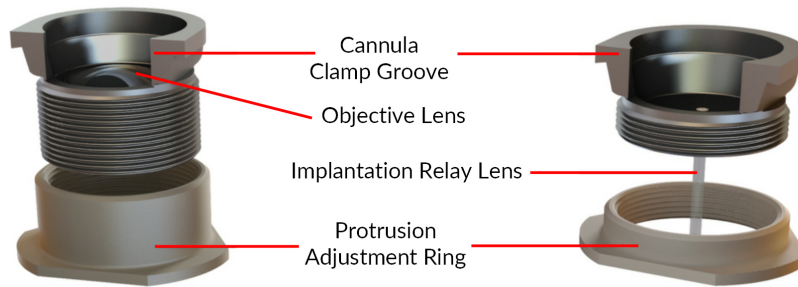 Cannula
Clamp Groove
Objective Lens
Implantation Relay Lens
Protrusion
Adjustment Ring